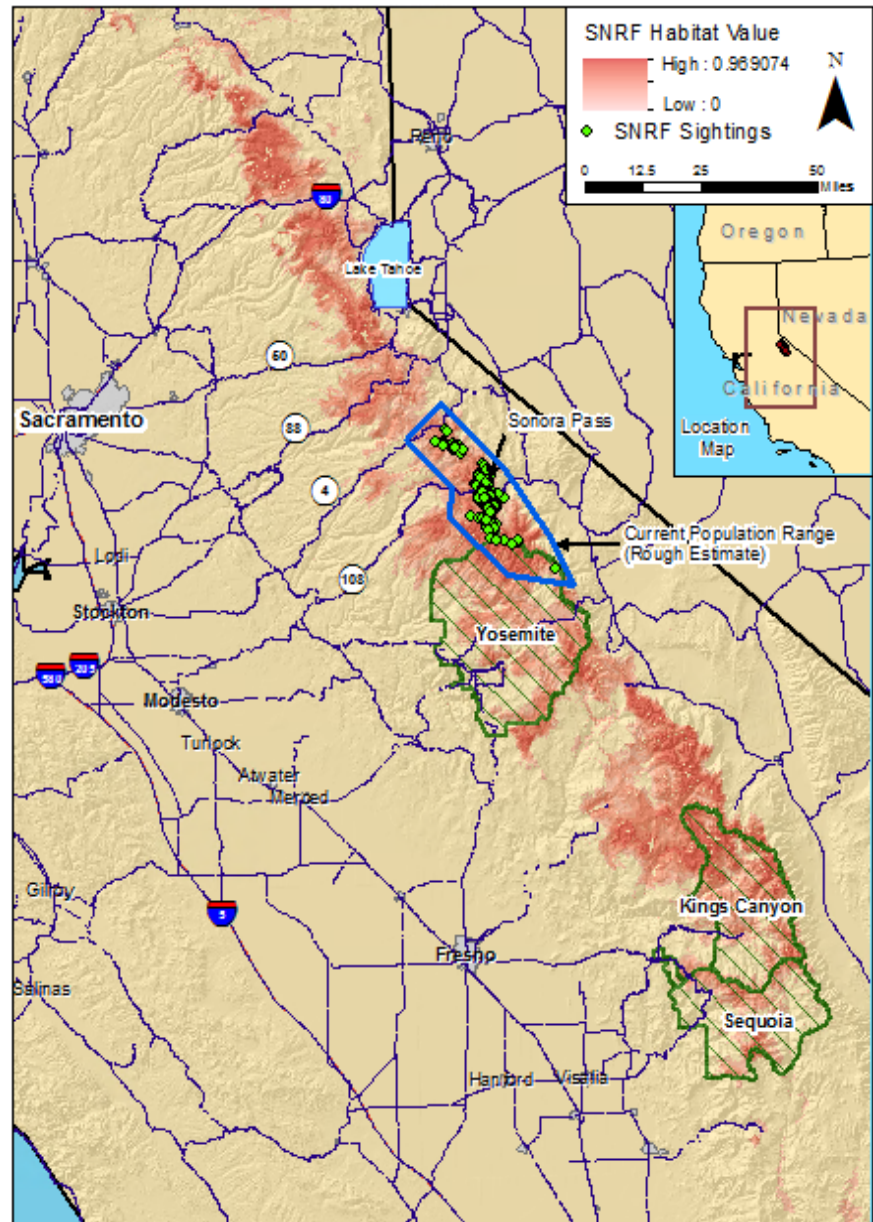 SNRF Habitat Value
High : 0.969074
Low : 0
SNRF Sightings
N
0 12.5 25 50
Miles
Reno
80
Oregon
Nevada
California
Location
Map
Lake Tahoe
50
Sacramento
88
Sonora Pass
4
Current Population Range
(Rough Estimate)
Lodi
108
Stockton
Yosemite
580
205
Modesto
Turlock
Atwater
Merced
Gilroy
Kings Canyon
5
Fresno
Salinas
Sequoia
Hanford
Visalia